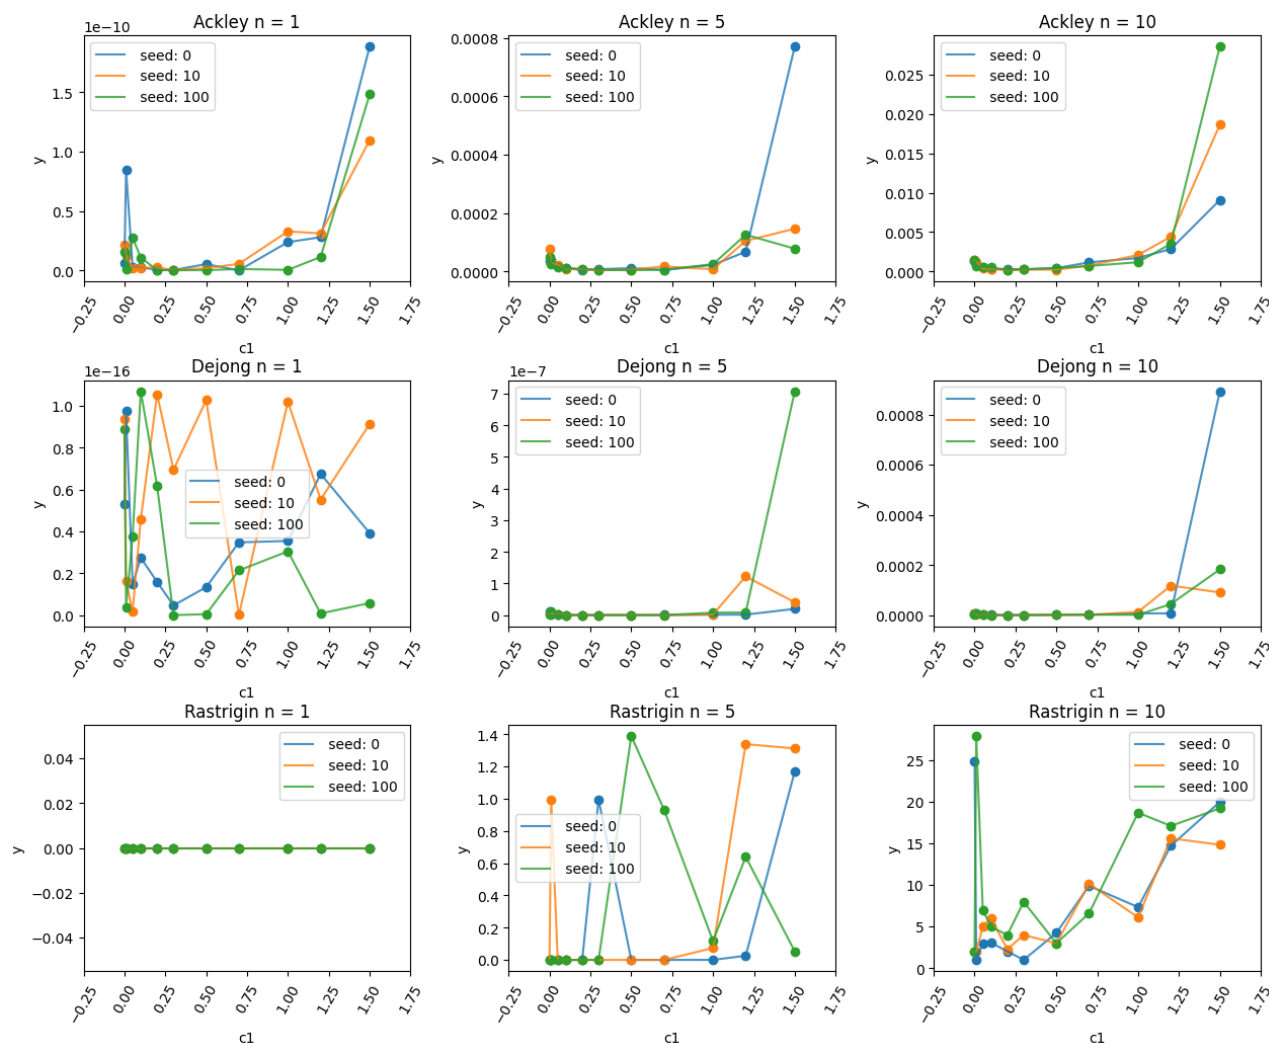 Ackley n = 1
1e−10
seed: 0
seed: 10
seed: 100
y
1.5
1.0
0.5
0.0
−0.25
0.00
0.25
0.50
0.75
1.00
1.25
1.50
1.75
c1
Ackley n = 5
seed: 0
seed: 10
seed: 100
y
0.0008
0.0006
0.0004
0.0002
0.0000
−0.25
0.00
0.25
0.50
0.75
1.00
1.25
1.50
1.75
c1
Ackley n = 10
seed: 0
seed: 10
seed: 100
y
0.025
0.020
0.015
0.010
0.005
0.000
−0.25
0.00
0.25
0.50
0.75
1.00
1.25
1.50
1.75
c1
Dejong n = 1
1e−16
seed: 0
seed: 10
seed: 100
y
1.0
0.8
0.6
0.4
0.2
0.0
−0.25
0.00
0.25
0.50
0.75
1.00
1.25
1.50
1.75
c1
Dejong n = 5
1e−7
seed: 0
seed: 10
seed: 100
y
7
6
5
4
3
2
1
0
−0.25
0.00
0.25
0.50
0.75
1.00
1.25
1.50
1.75
c1
Dejong n = 10
seed: 0
seed: 10
seed: 100
y
0.0008
0.0006
0.0004
0.0002
0.0000
−0.25
0.00
0.25
0.50
0.75
1.00
1.25
1.50
1.75
c1
Rastrigin n = 1
seed: 0
seed: 10
seed: 100
y
0.04
0.02
0.00
−0.02
−0.04
−0.25
0.00
0.25
0.50
0.75
1.00
1.25
1.50
1.75
c1
Rastrigin n = 5
seed: 0
seed: 10
seed: 100
y
1.4
1.2
1.0
0.8
0.6
0.4
0.2
0.0
−0.25
0.00
0.25
0.50
0.75
1.00
1.25
1.50
1.75
c1
Rastrigin n = 10
seed: 0
seed: 10
seed: 100
y
25
20
15
10
5
0
−0.25
0.00
0.25
0.50
0.75
1.00
1.25
1.50
1.75
c1